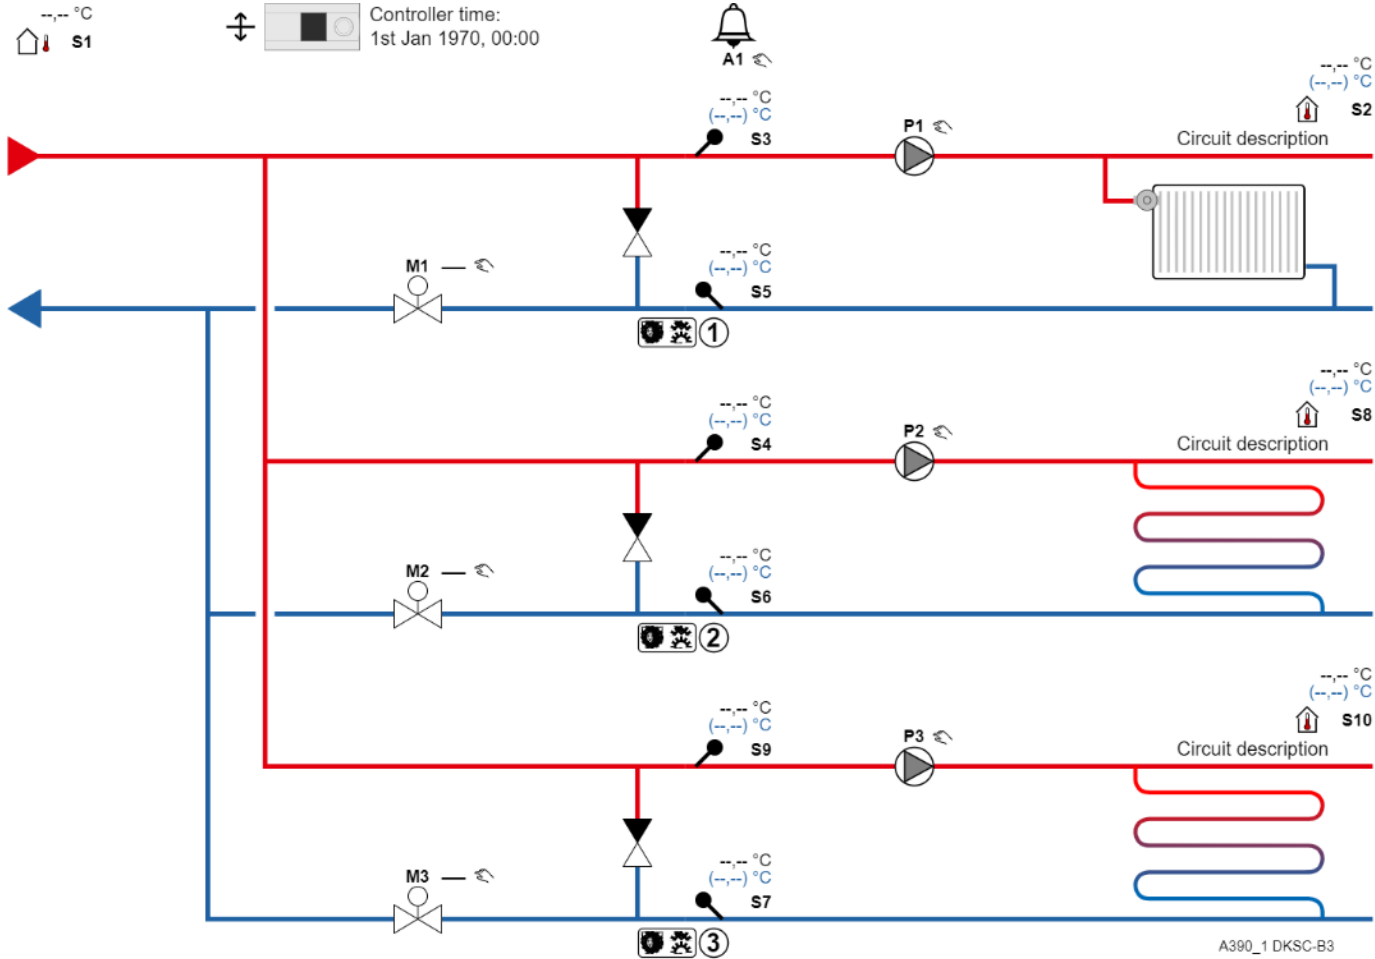 --,-- °C
S1
Controller time:
1st Jan 1970, 00:00
A1
--,-- °C
(--,--) °C
S2
Circuit description
--,-- °C
(--,--) °C
S3
P1
M1 —
--,-- °C
(--,--) °C
S5
1
--,-- °C
(--,--) °C
S8
Circuit description
--,-- °C
(--,--) °C
S4
P2
M2 —
--,-- °C
(--,--) °C
S6
2
--,-- °C
(--,--) °C
S10
Circuit description
--,-- °C
(--,--) °C
S9
P3
M3 —
--,-- °C
(--,--) °C
S7
3
A390_1 DKSC-B3